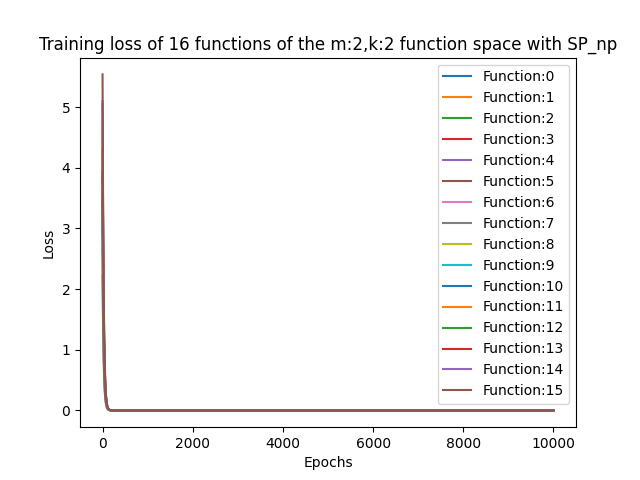 Training loss of 16 functions of the m:2,k:2 function space with SP_np
Loss
5
4
3
2
1
0
0
2000
4000
6000
8000
10000
Epochs
Function:0
Function:1
Function:2
Function:3
Function:4
Function:5
Function:6
Function:7
Function:8
Function:9
Function:10
Function:11
Function:12
Function:13
Function:14
Function:15